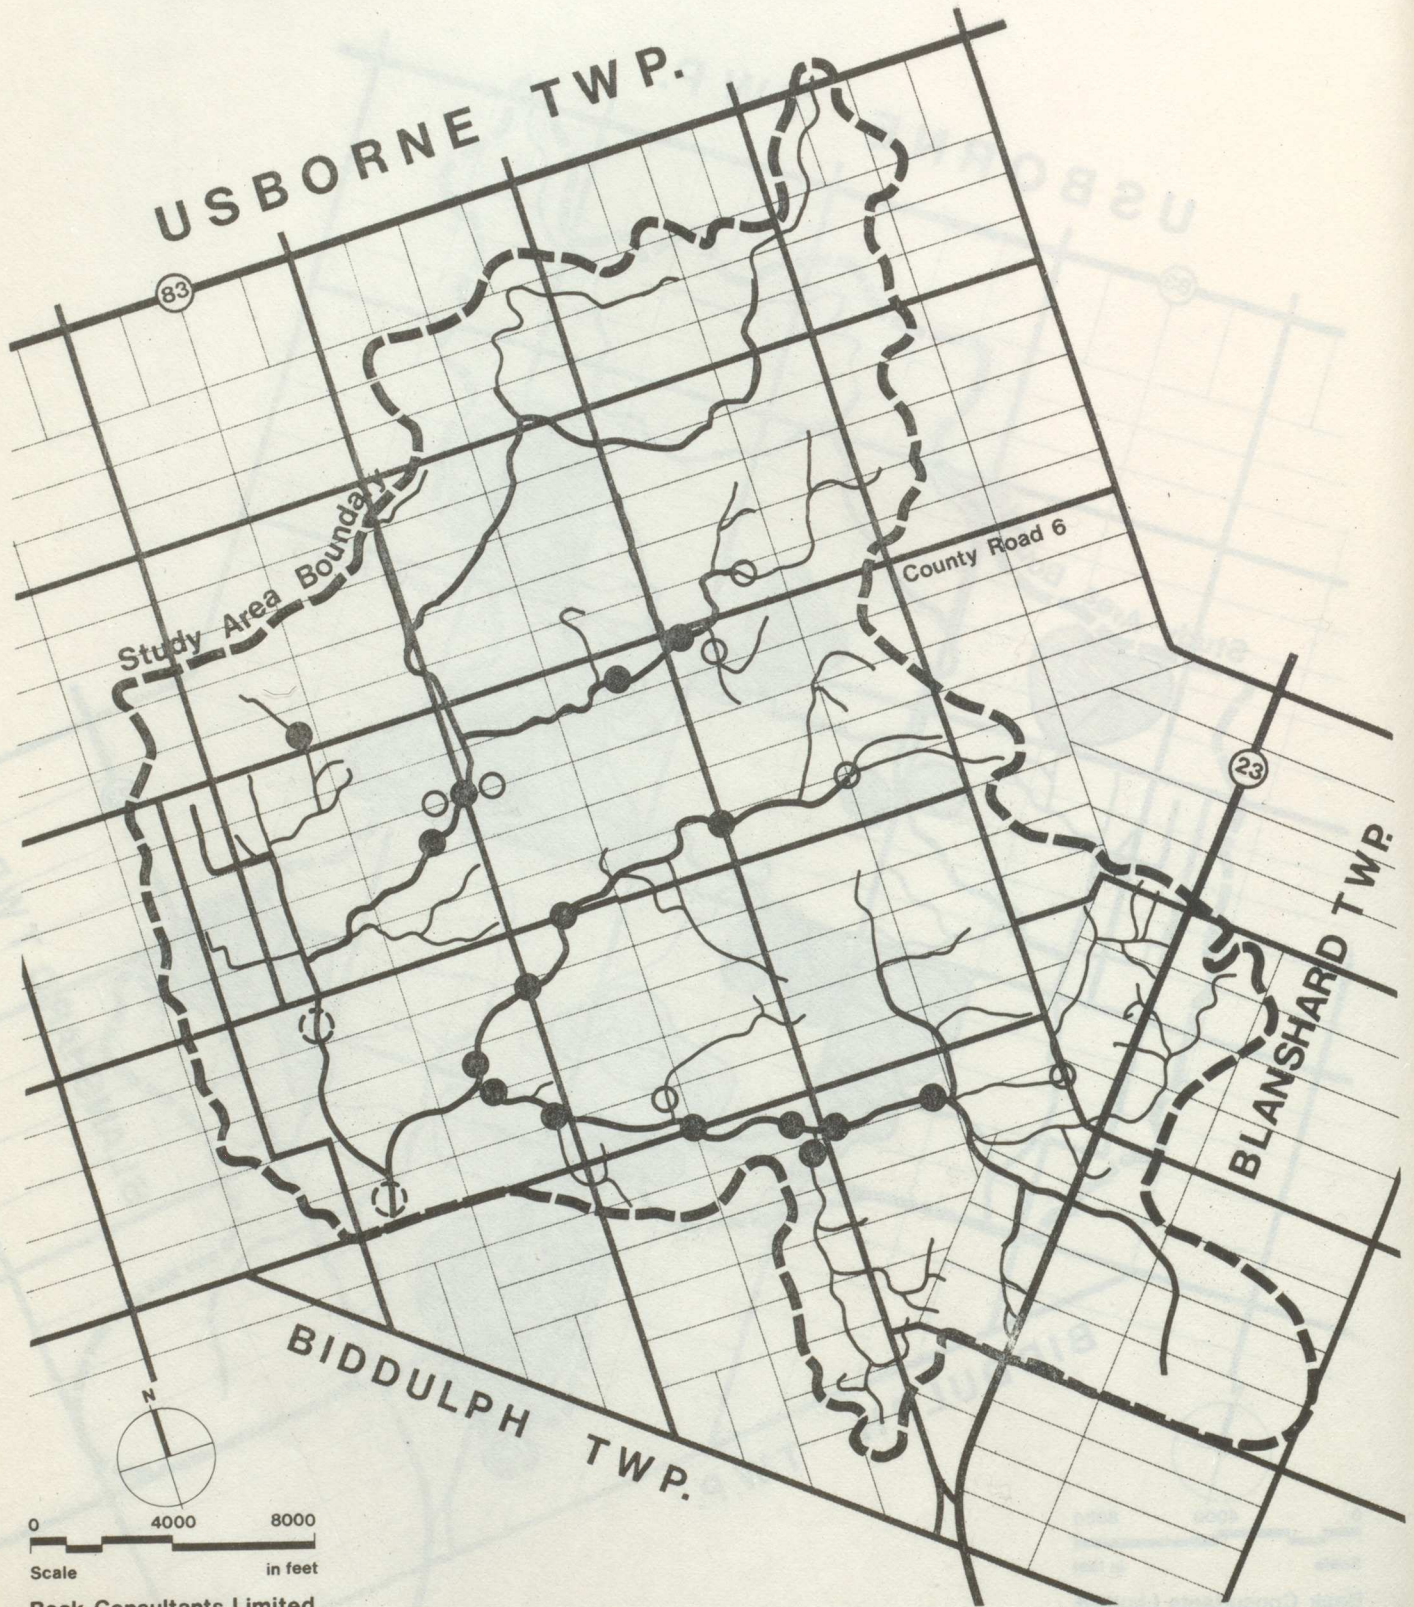 USBORNE TWP.
83
Study Area Boundary
County Road 6
23
BLANSHARD TWP.
BIDDULPH TWP.
N
0 4000 8000
Scale in feet
Consultants Limited